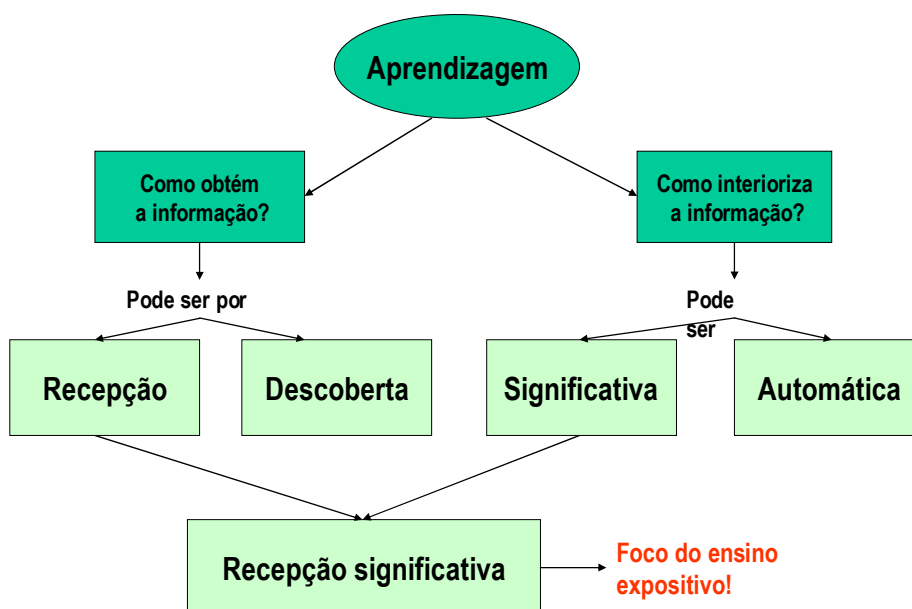 Aprendizagem
Como obtém
a informação?
Como interioriza
a informação?
Pode ser por
Pode
ser
Recepção
Descoberta
Significativa
Automática
Recepção significativa
Foco do ensino
expositivo!